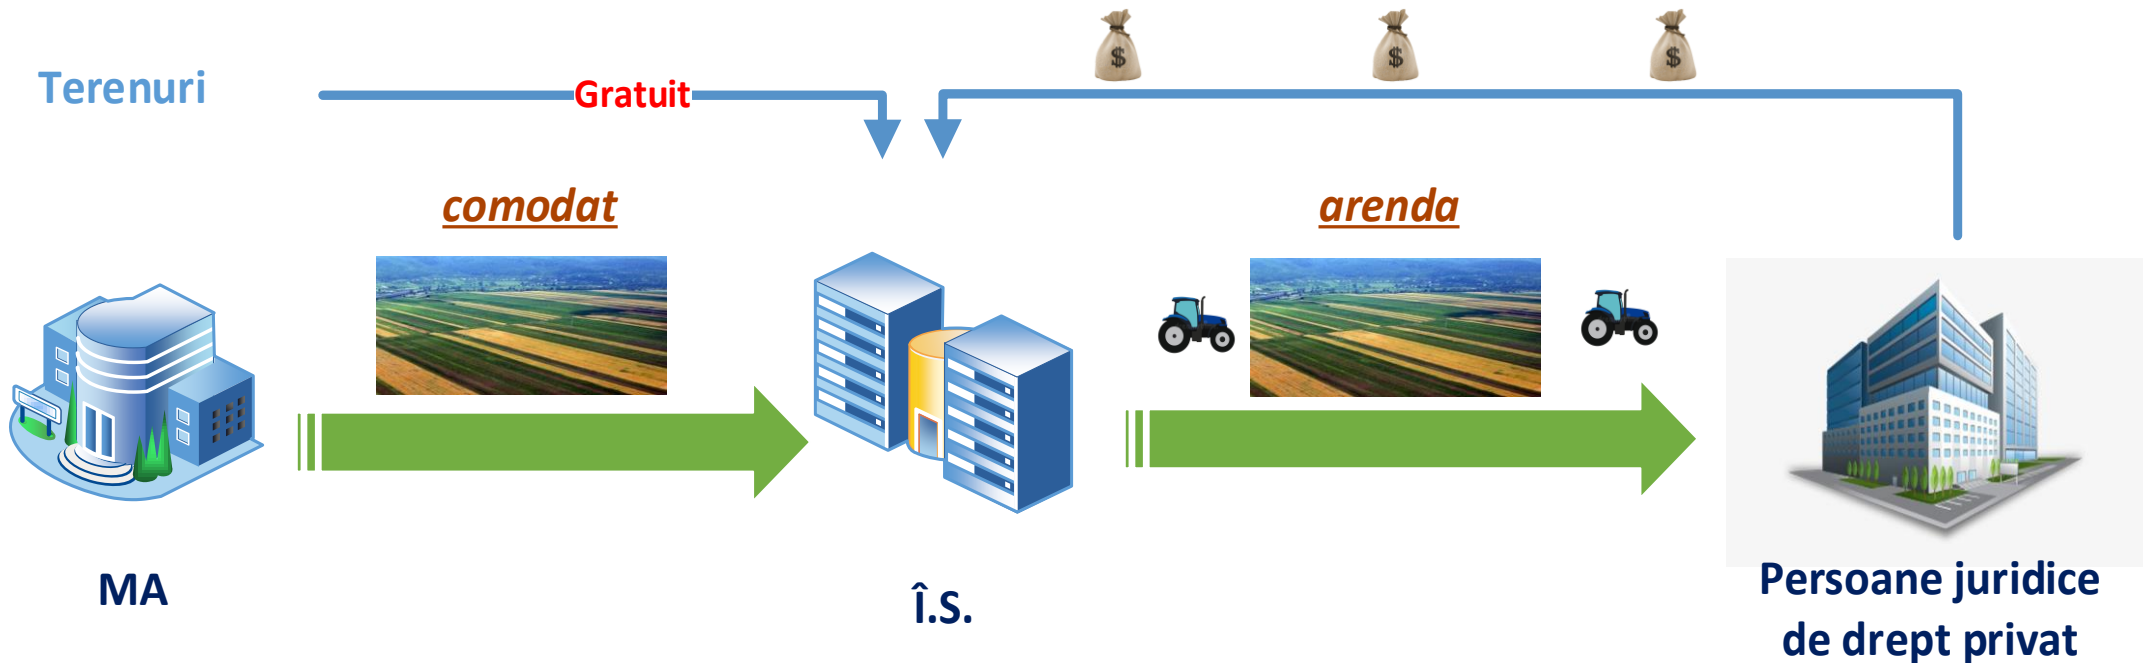 Terenuri
Gratuit
comodat
arenda
MA
Î.S.
Persoane juridice
de drept privat